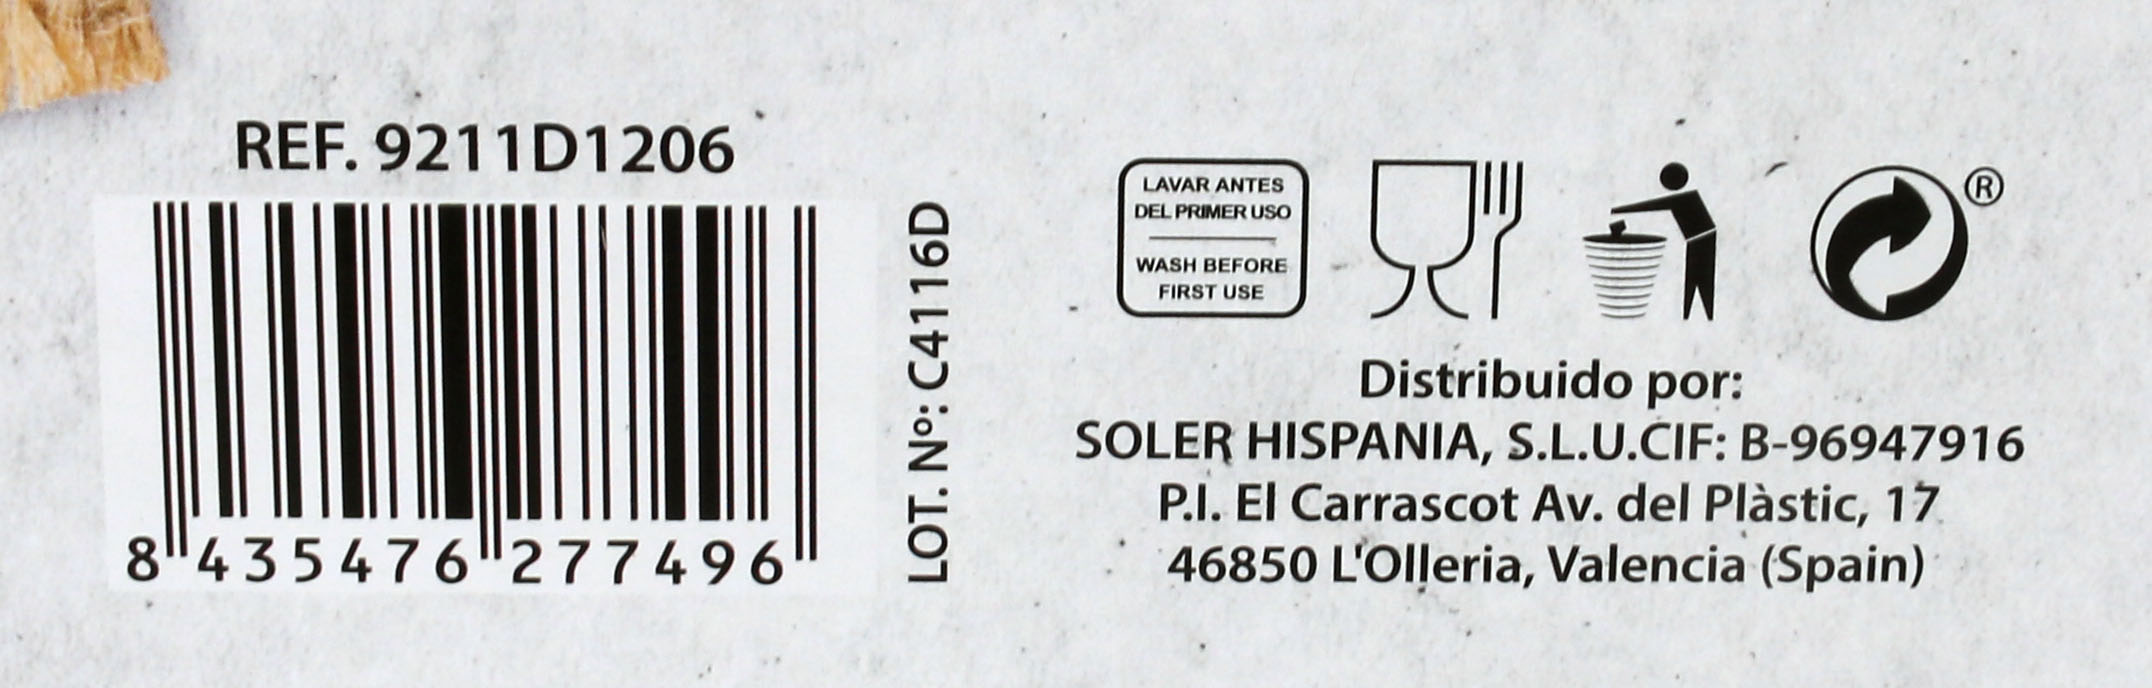 REF. 9211D1206
8 435476 277496
LOT. Nº: C4116D
LAVAR ANTES
DEL PRIMER USO
WASH BEFORE
FIRST USE
®
Distribuido por:
SOLER HISPANIA, S.L.U.CIF: B-96947916
P.I. El Carrascot Av. del Plàstic, 17
46850 L'Olleria, Valencia (Spain)